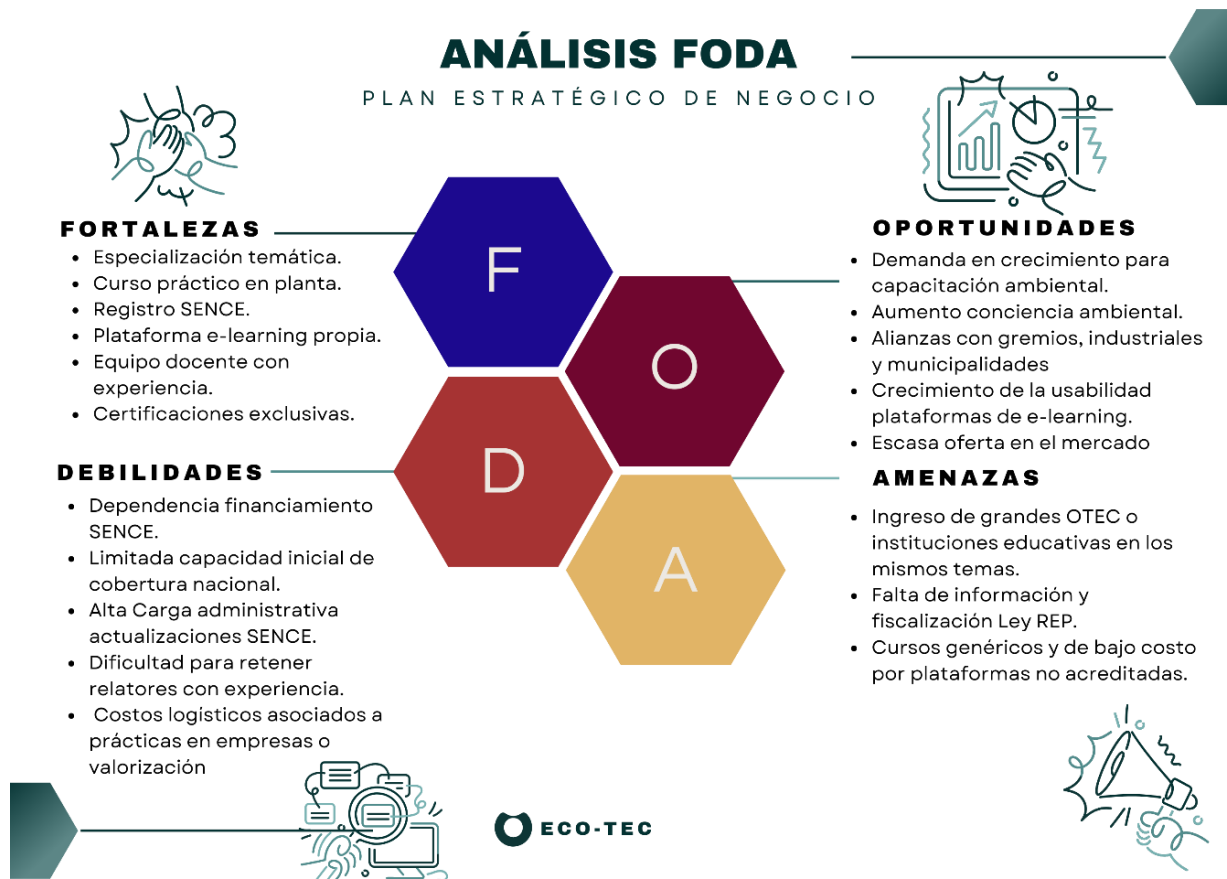 ANÁLISIS FODA
PLAN ESTRATÉGICO DE NEGOCIO
FORTALEZAS
• Especialización temática.
• Curso práctico en planta.
• Registro SENCE.
• Plataforma e-learning propia.
• Equipo docente con
experiencia.
• Certificaciones exclusivas.
F
O
D
A
OPORTUNIDADES
• Demanda en crecimiento para
capacitación ambiental.
• Aumento conciencia ambiental.
• Alianzas con gremios, industriales
y municipalidades
• Crecimiento de la usabilidad
plataformas de e-learning.
• Escasa oferta en el mercado
DEBILIDADES
• Dependencia financiamiento
SENCE.
• Limitada capacidad inicial de
cobertura nacional.
• Alta Carga administrativa
actualizaciones SENCE.
• Dificultad para retener
relatores con experiencia.
• Costos logísticos asociados a
prácticas en empresas o
valorización
AMENAZAS
• Ingreso de grandes OTEC o
instituciones educativas en los
mismos temas.
• Falta de información y
fiscalización Ley REP.
• Cursos genéricos y de bajo costo
por plataformas no acreditadas.
ECO-TEC